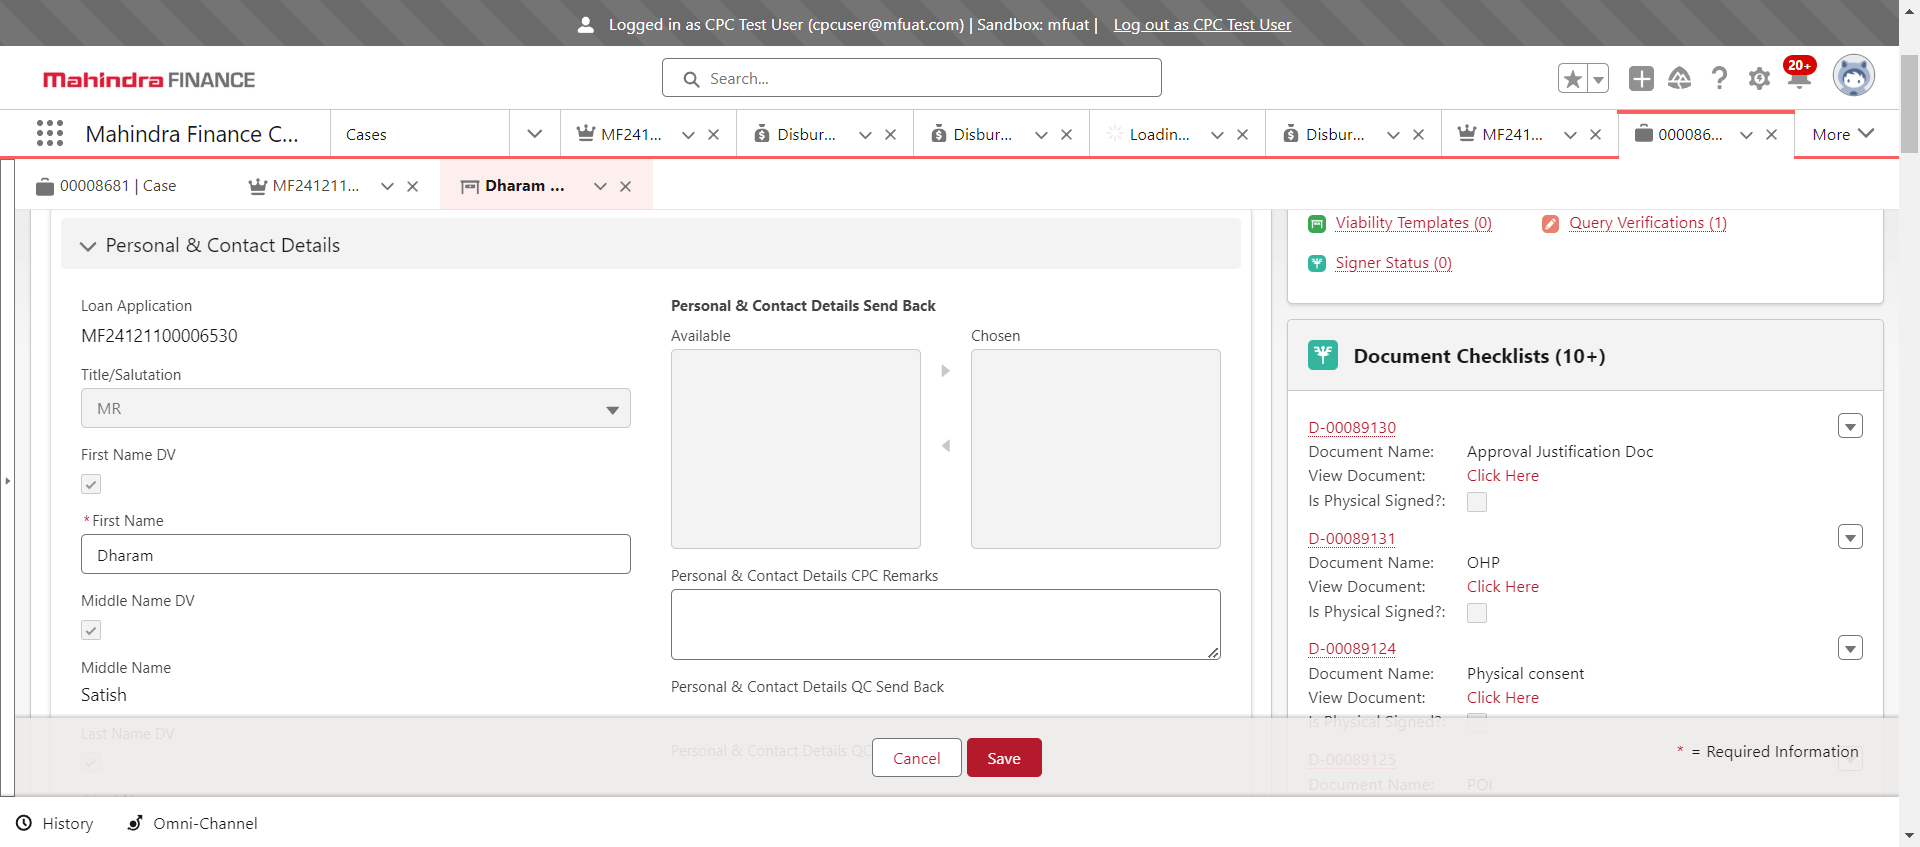 Logged in as CPC Test User (cpcuser@mfuat.com) | Sandbox: mfuat | Log out as CPC Test User
Mahindra FINANCE
Search...
20+
Mahindra Finance C...
Cases
MF241...
Disbur...
Disbur...
Loadin...
Disbur...
MF241...
000086...
More
00008681 | Case
MF241211...
Dharam ...
Personal & Contact Details
Loan Application
MF24121100006530
Title/Salutation
MR
First Name DV
*First Name
Dharam
Middle Name DV
Middle Name
Satish
Last Name DV
Personal & Contact Details Send Back
Available
Chosen
Personal & Contact Details CPC Remarks
Personal & Contact Details QC Send Back
Personal & Contact Details QC
Cancel
Save
* = Required Information
Viability Templates (0)
Query Verifications (1)
Signer Status (0)
Document Checklists (10+)
D-00089130
Document Name: Approval Justification Doc
View Document: Click Here
Is Physical Signed?:
D-00089131
Document Name: OHP
View Document: Click Here
Is Physical Signed?:
D-00089124
Document Name: Physical consent
View Document: Click Here
Is Physical Signed?:
D-00089125
Document Name: POI
History
Omni-Channel